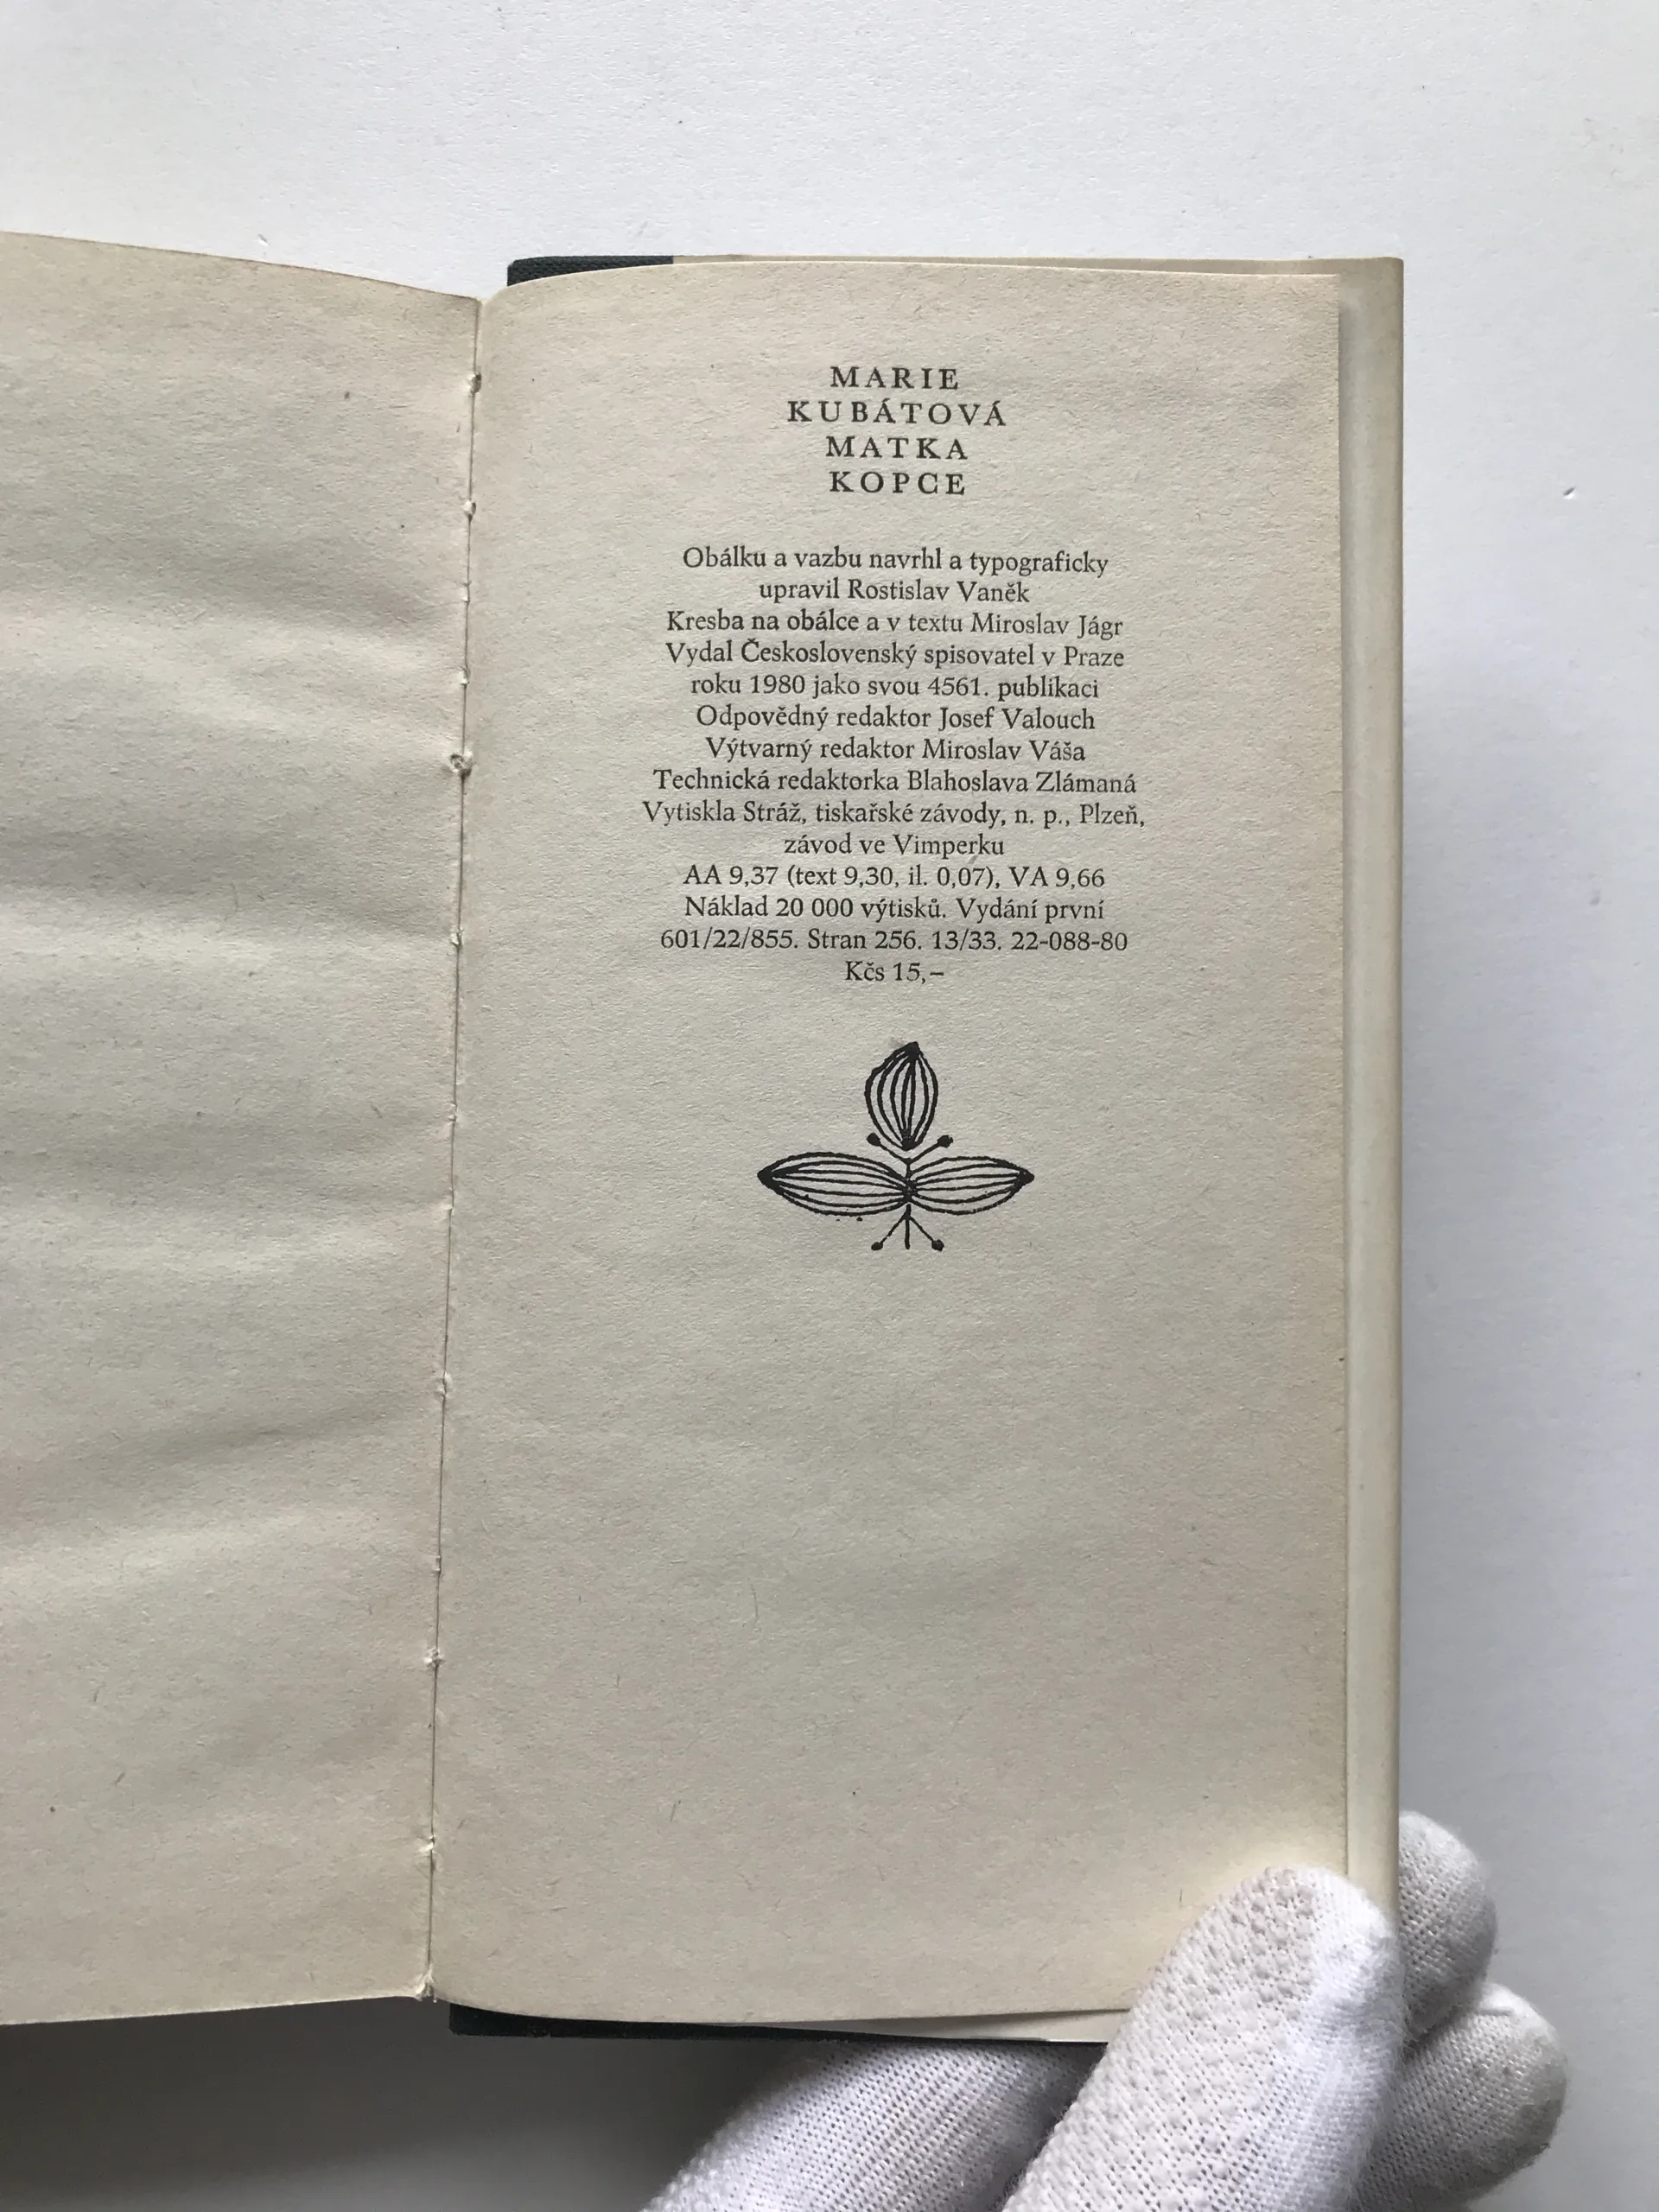 MARIE
KUBÁTOVÁ
MATKA
KOPCE
Obálku a vazbu navrhl a typograficky
upravil Rostislav Vaněk
Kresba na obálce a v textu Miroslav Jágr
Vydal Československý spisovatel v Praze
roku 1980 jako svou 4561. publikaci
Odpovědný redaktor Josef Valouch
Výtvarný redaktor Miroslav Váša
Technická redaktorka Blahoslava Zlámaná
Vytiskla Stráž, tiskařské závody, n. p., Plzeň,
závod ve Vimperku
AA 9,37 (text 9,30, il. 0,07), VA 9,66
Náklad 20 000 výtisků. Vydání první
601/22/855. Stran 256. 13/33. 22-088-80
Kčs 15,–